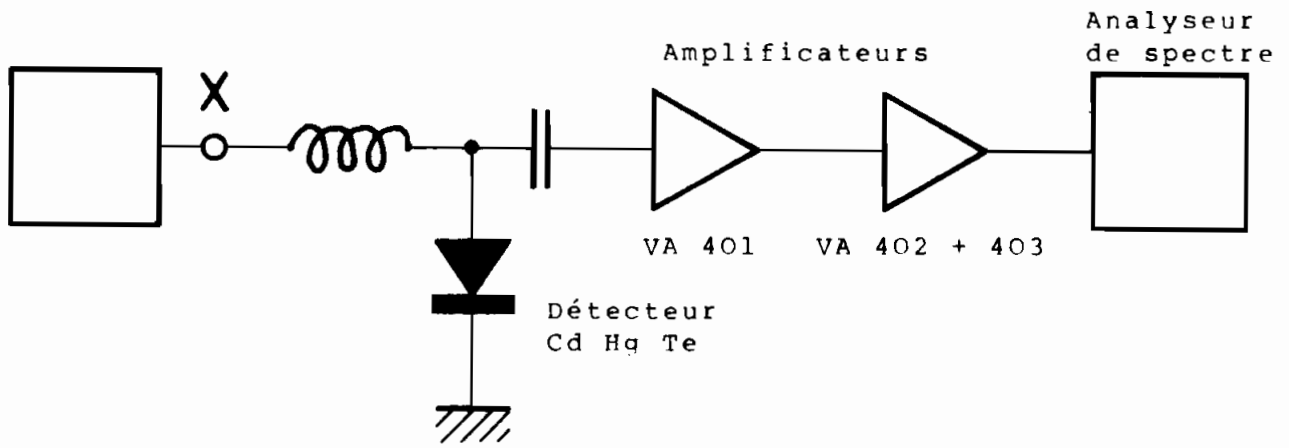 Analyseur
de spectre
Amplificateurs
X
VA 401
VA 402 + 403
Détecteur
Cd Hg Te